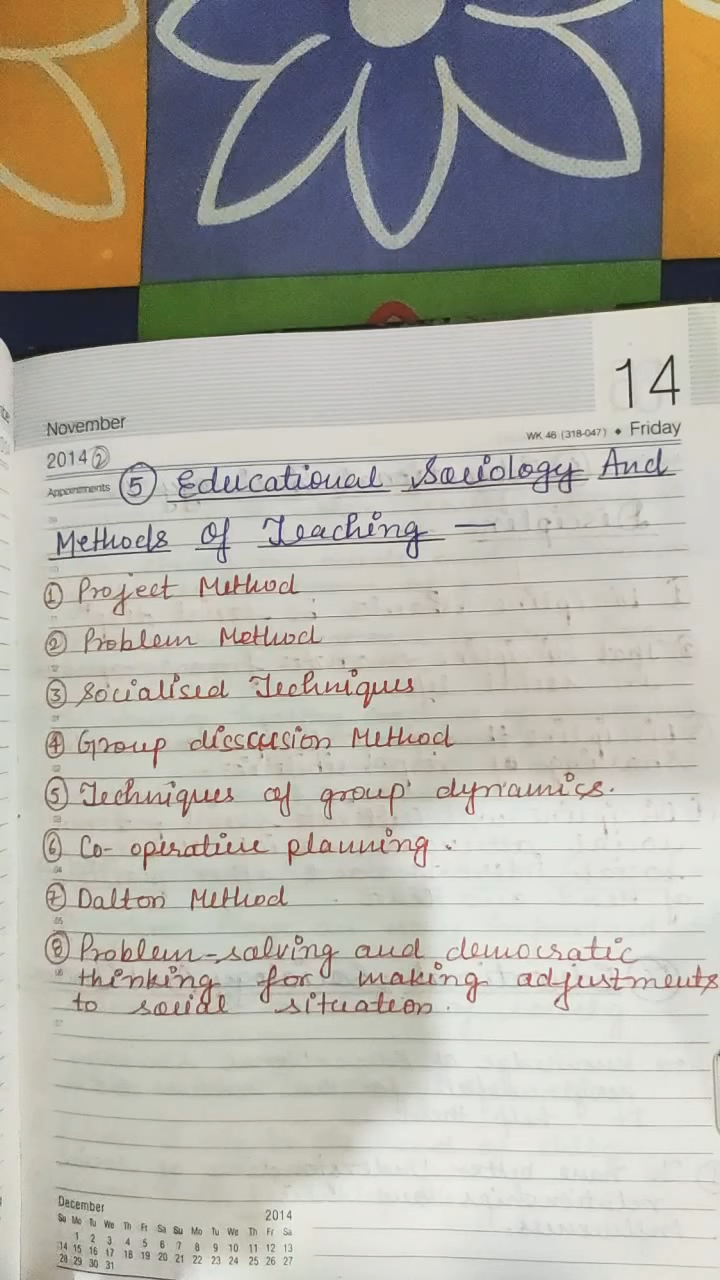 14
November
WK 46 (318-047) • Friday
2014 ②
Appointments ⑤ Educational Sociology And
Methods Of Teaching —
① Project Method
② Problem Method
③ Socialised Techniques
④ Group disscusion Method
⑤ Techniques of group dynamics.
⑥ Co-operative planning.
⑦ Dalton Method
⑧ Problem-solving and democratic
thinking for making adjustments
to social situation.
December 2014
Su Mo Tu We Th Fr Sa Su Mo Tu We Th Fr Sa
1 2 3 4 5 6 7 8 9 10 11 12 13
14 15 16 17 18 19 20 21 22 23 24 25 26 27
28 29 30 31